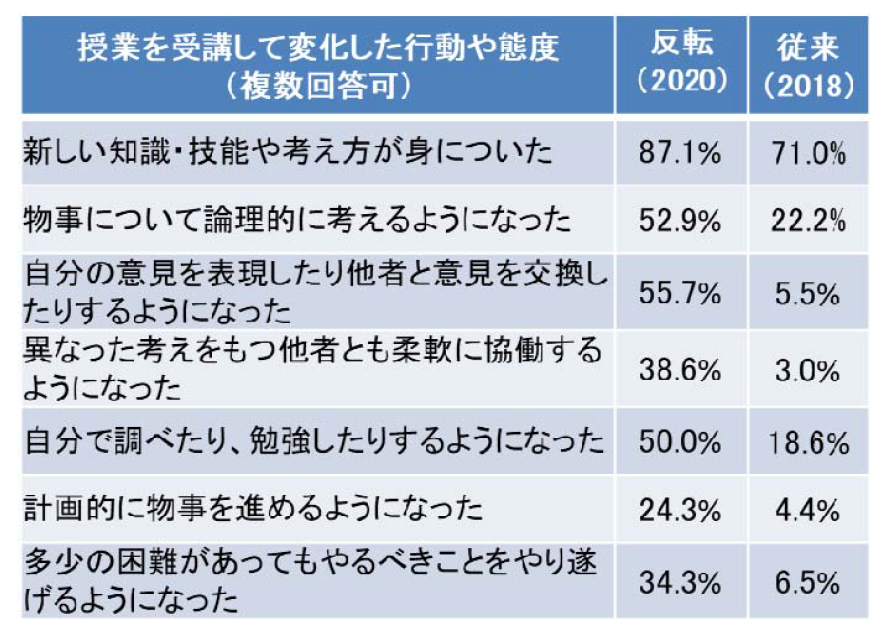 授業を受講して変化した行動や態度
（複数回答可）
反転
（2020）
従来
（2018）
新しい知識・技能や考え方が身についた 87.1% 71.0%
物事について論理的に考えるようになった 52.9% 22.2%
自分の意見を表現したり他者と意見を交換し
たりするようになった
55.7% 5.5%
異なった考えをもつ他者とも柔軟に協働する
ようになった
38.6% 3.0%
自分で調べたり、勉強したりするようになった 50.0% 18.6%
計画的に物事を進めるようになった 24.3% 4.4%
多少の困難があってもやるべきことをやり遂
げるようになった
34.3% 6.5%